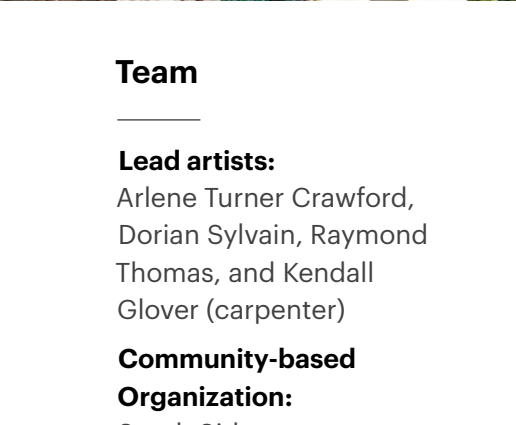 Team
Lead artists:
Arlene Turner Crawford,
Dorian Sylvain, Raymond
Thomas, and Kendall
Glover (carpenter)
Community-based
Organization: